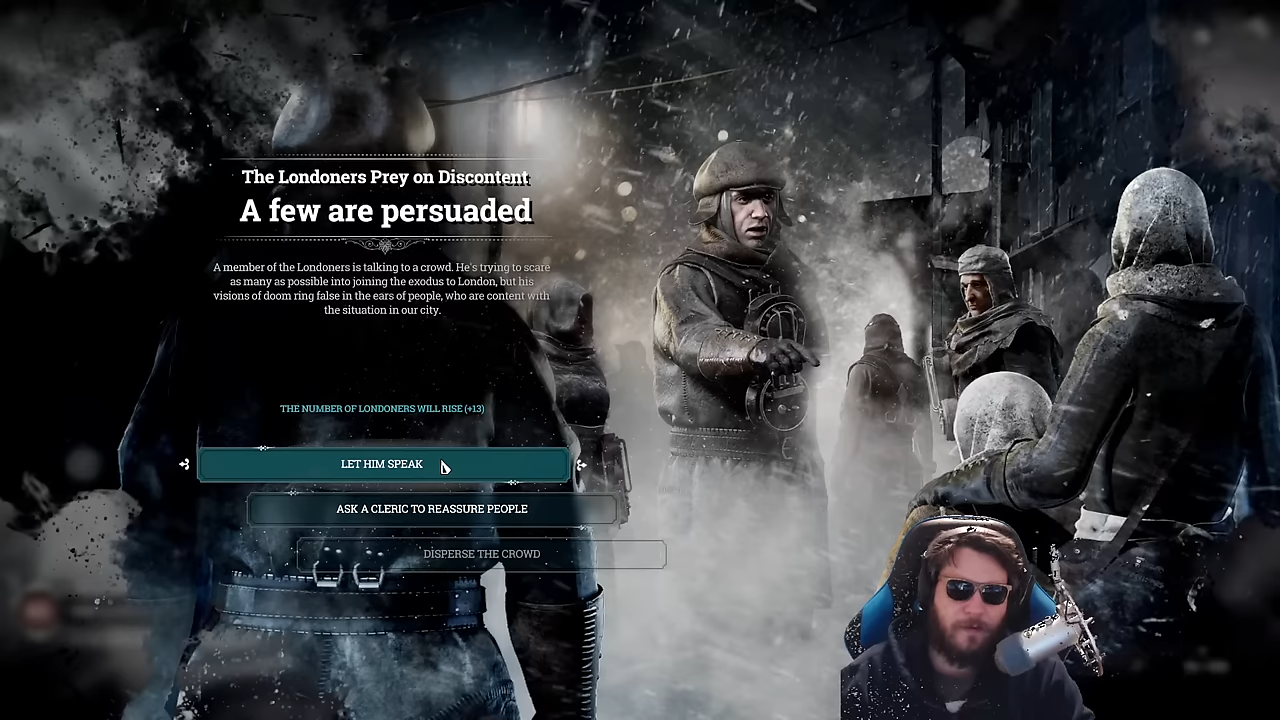 The Londoners Prey on Discontent
A few are persuaded
A member of the Londoners is talking to a crowd. He's trying to scare
as many as possible into joining the exodus to London, but his
visions of doom ring false in the ears of people, who are content with
the situation in our city.
THE NUMBER OF LONDONERS WILL RISE (+13)
LET HIM SPEAK
ASK A CLERIC TO REASSURE PEOPLE
DISPERSE THE CROWD